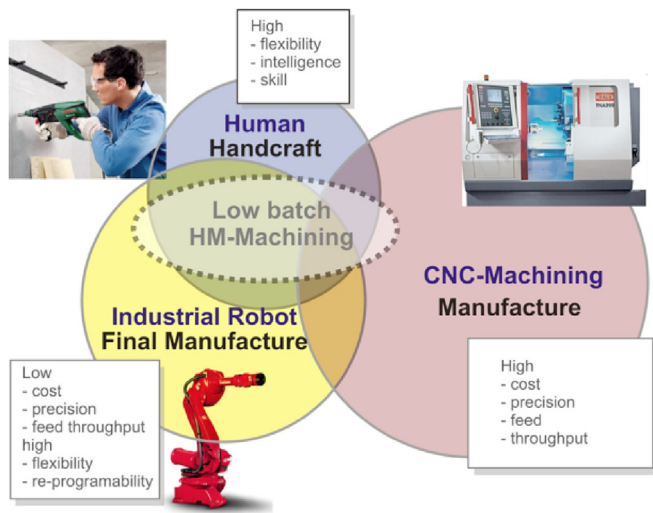 High
- flexibility
- intelligence
- skill
Human
Handcraft
Low batch
HM-Machining
CNC-Machining
Manufacture
Industrial Robot
Final Manufacture
Low
- cost
- precision
- feed throughput
high
- flexibility
- re-programability
High
- cost
- precision
- feed
- throughput